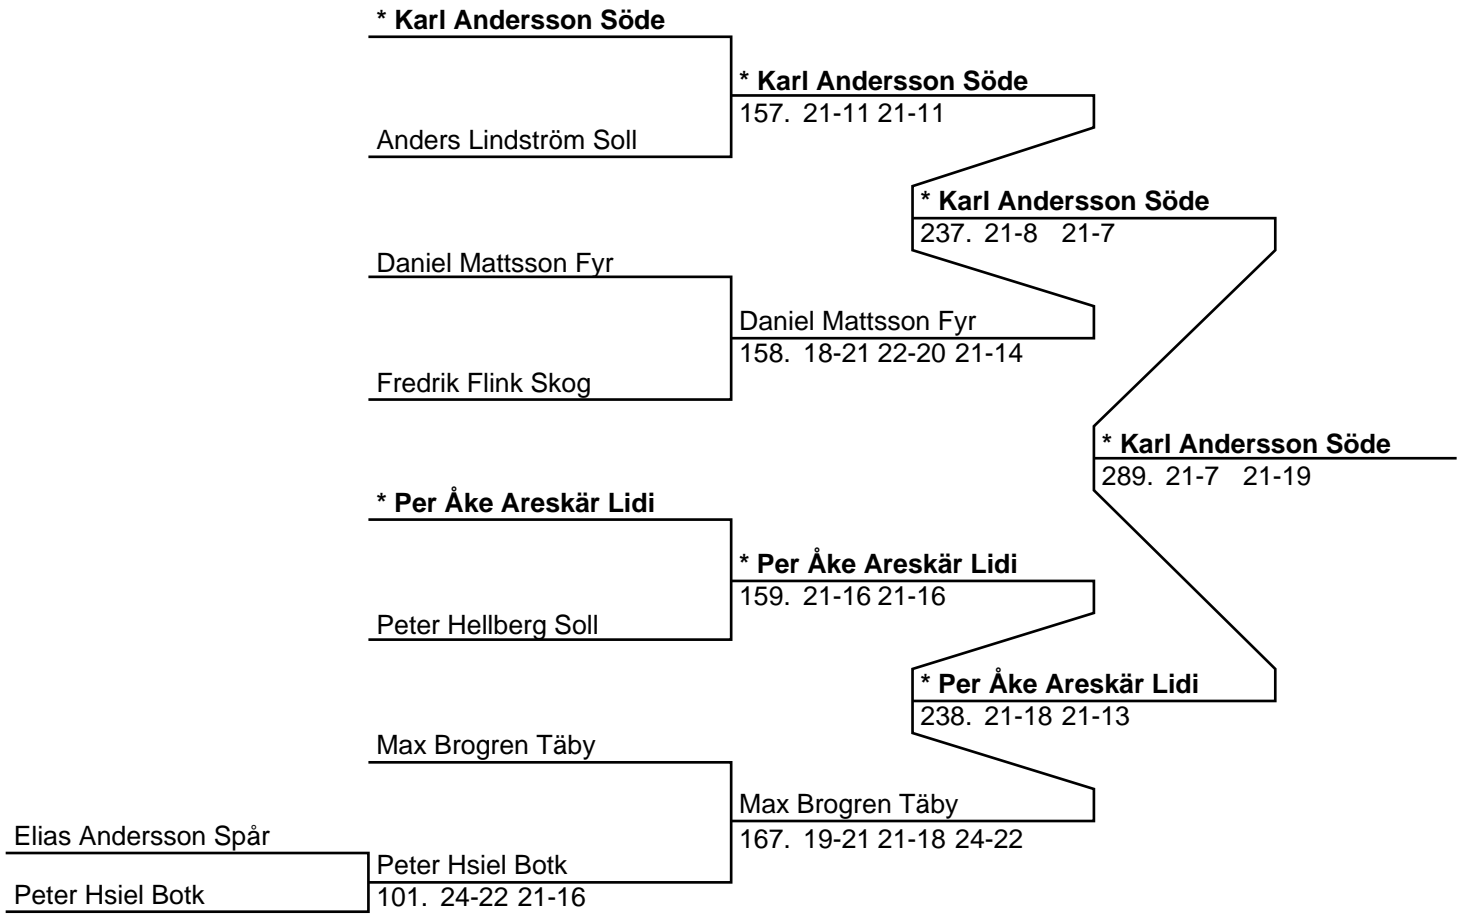 * Karl Andersson Söde
* Karl Andersson Söde
157. 21-11 21-11
Anders Lindström Soll
* Karl Andersson Söde
237. 21-8 21-7
Daniel Mattsson Fyr
Daniel Mattsson Fyr
158. 18-21 22-20 21-14
Fredrik Flink Skog
* Karl Andersson Söde
289. 21-7 21-19
* Per Åke Areskär Lidi
* Per Åke Areskär Lidi
159. 21-16 21-16
Peter Hellberg Soll
* Per Åke Areskär Lidi
238. 21-18 21-13
Max Brogren Täby
Max Brogren Täby
167. 19-21 21-18 24-22
Elias Andersson Spår
Peter Hsiel Botk
101. 24-22 21-16
Peter Hsiel Botk